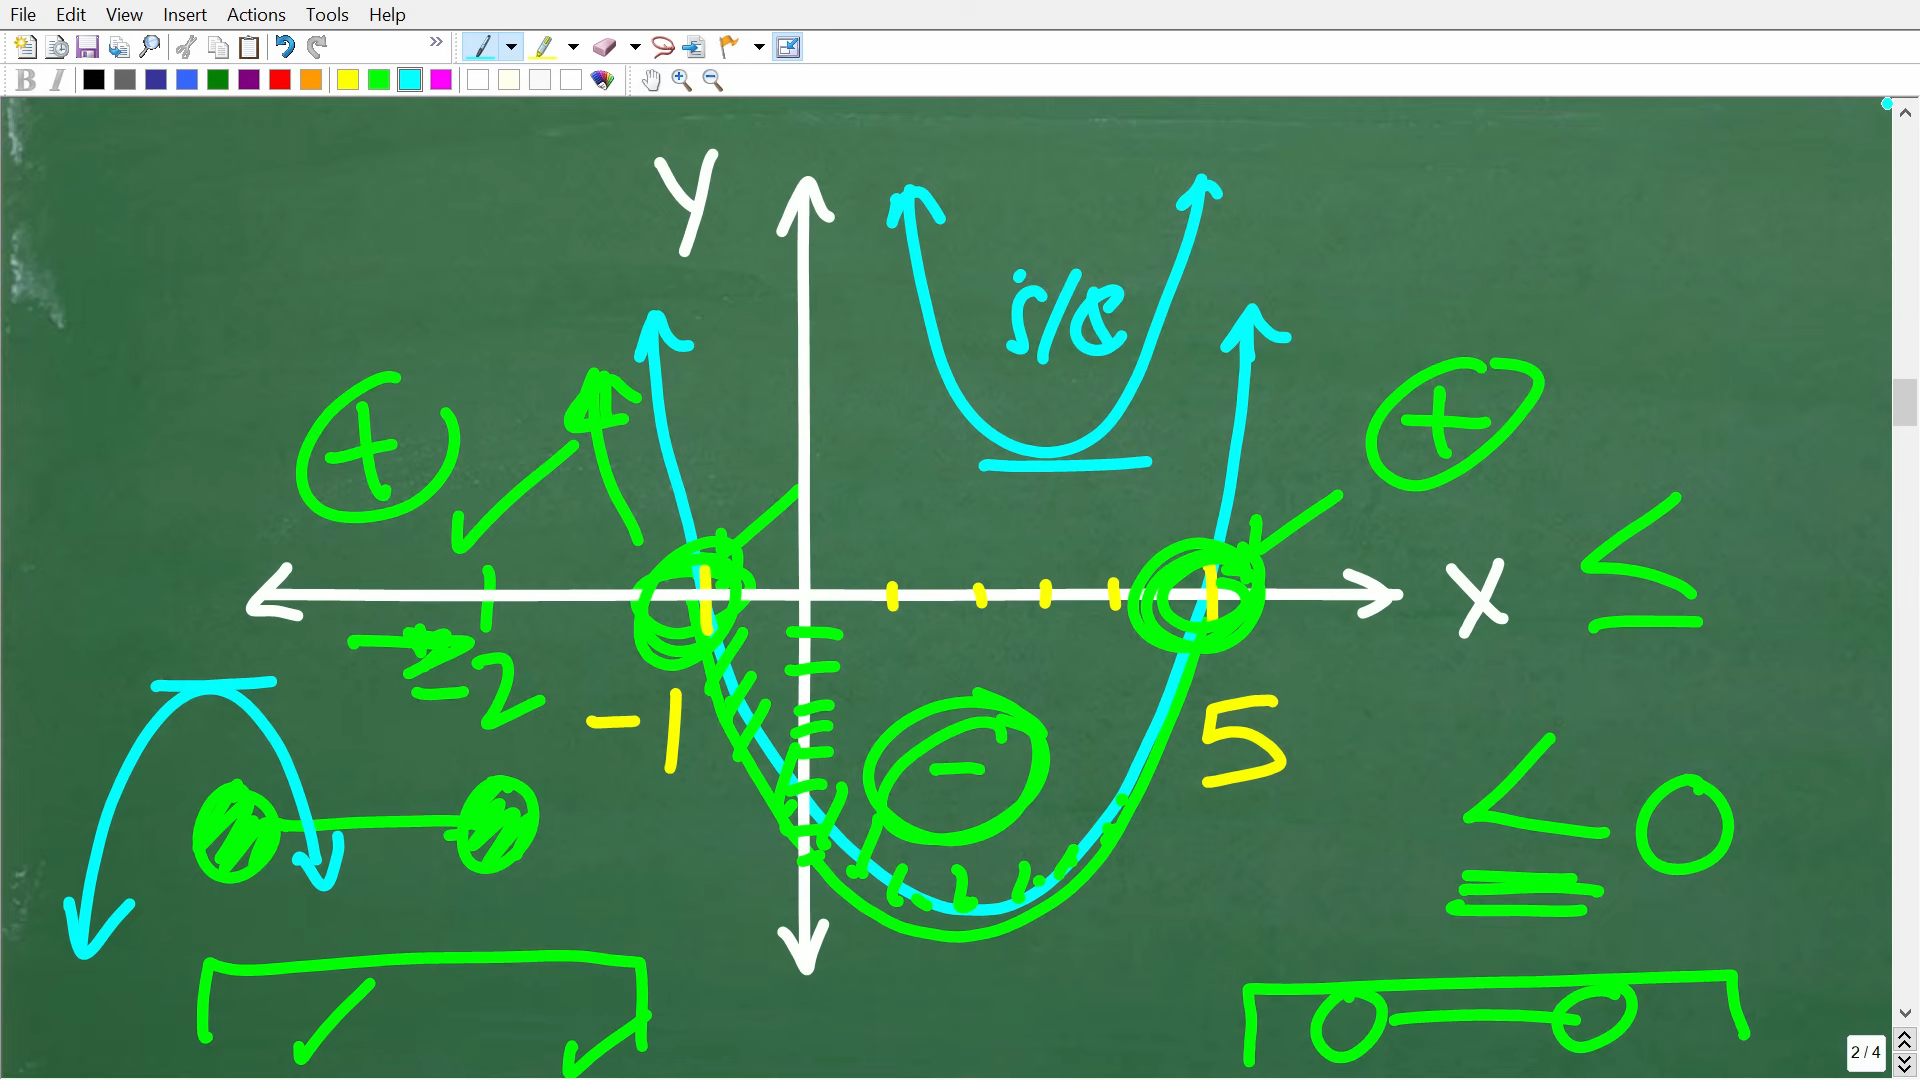 File Edit View Insert Actions Tools Help
B I
y
+
+
x
≤
-2
-1
-
5
≤ 0
2 / 4